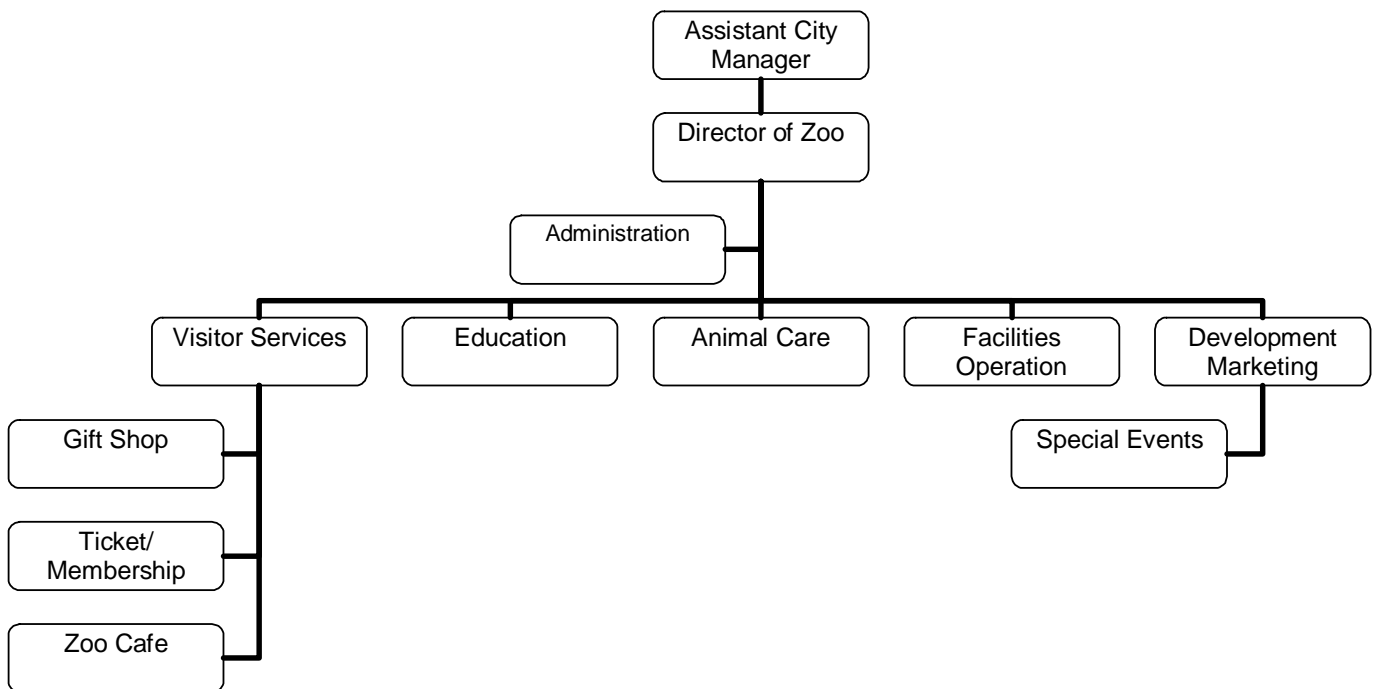 Assistant City
Manager
Director of Zoo
Administration
Visitor Services
Education
Animal Care
Facilities
Operation
Development
Marketing
Gift Shop
Special Events
Ticket/
Membership
Zoo Cafe